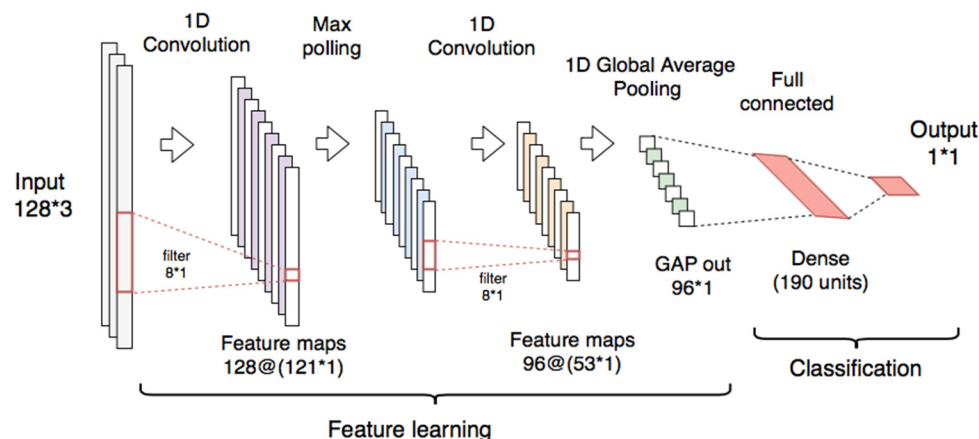 1D
Convolution
Max
polling
1D
Convolution
1D Global Average
Pooling
Full
connected
Output
1*1
Input
128*3
filter
8*1
filter
8*1
GAP out
96*1
Dense
(190 units)
Feature maps
128@(121*1)
Feature maps
96@(53*1)
Classification
Feature learning